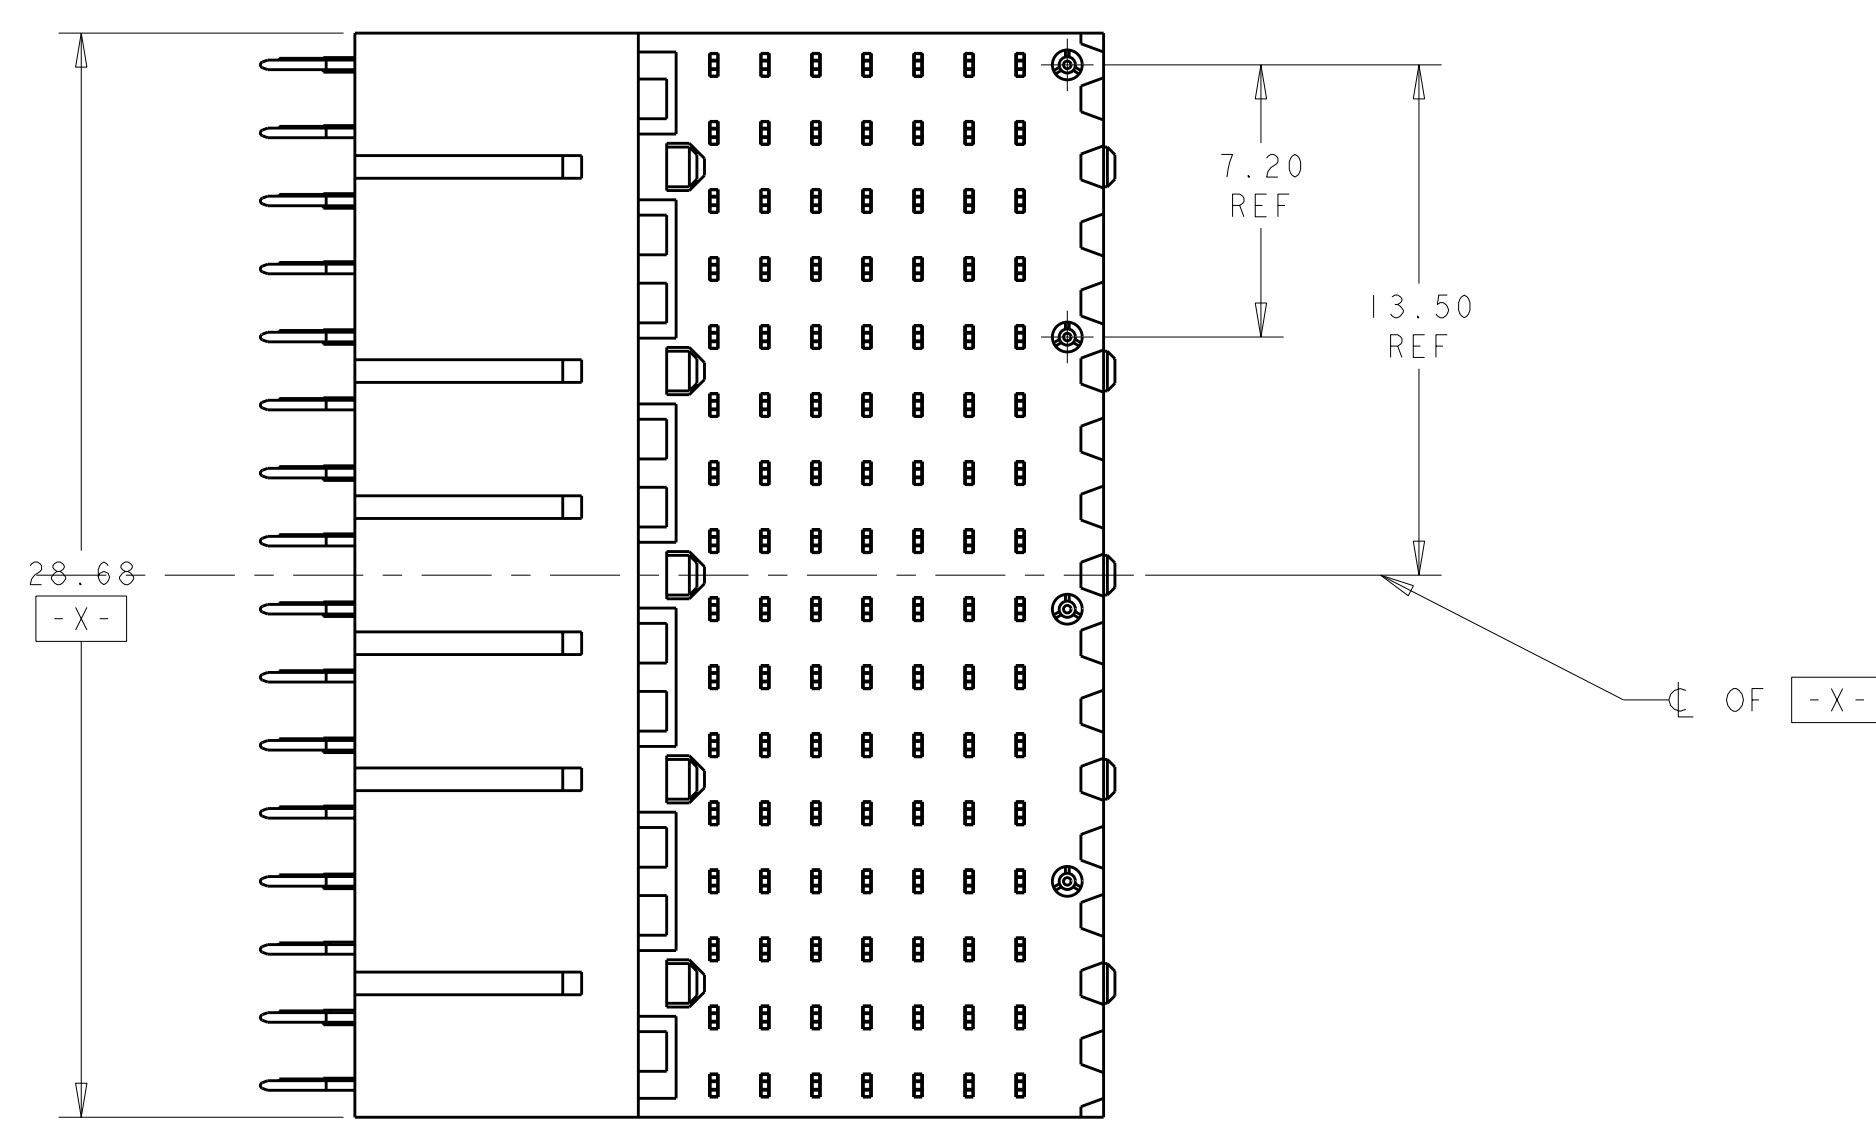 7.20
REF
13.50
REF
28.68
-X-
℄ OF -X-